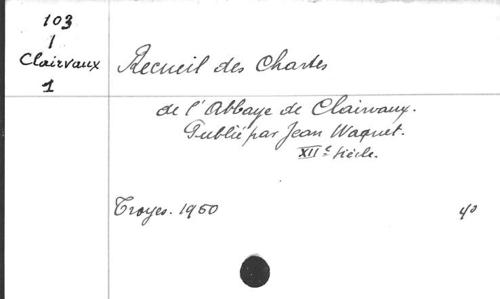 103
1
Clairvaux
1
Recueil des Chartes
de l'Abbaye de Clairvaux.
Publié par Jean Waquet.
XIIe siècle.
Troyes. 1950